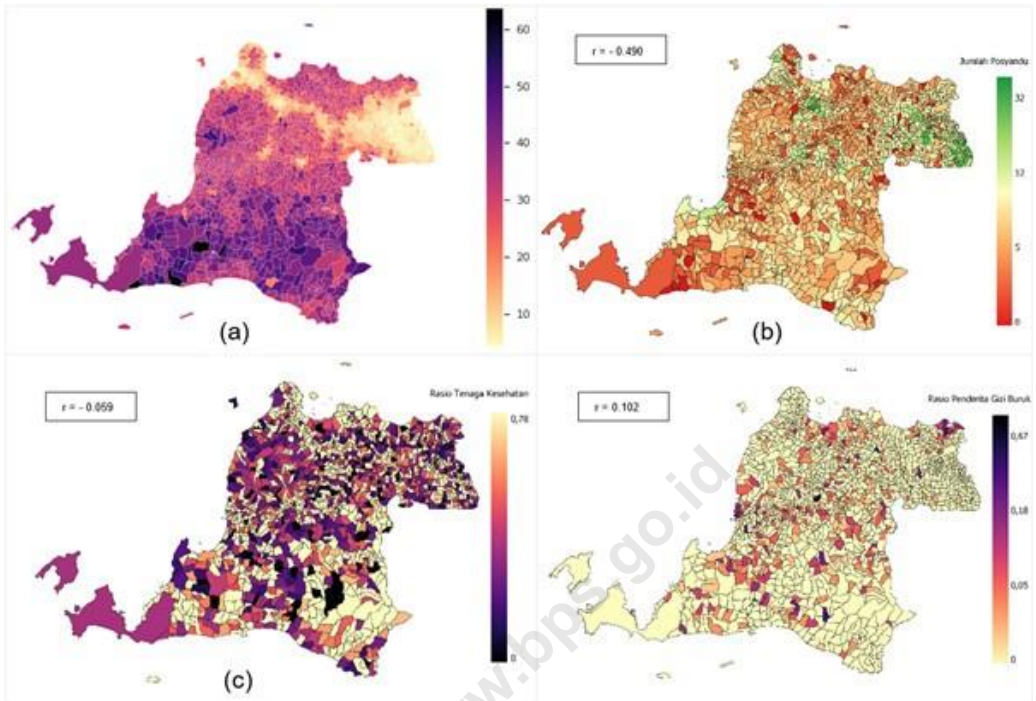 60
50
40
30
20
10
(a)
r = - 0.490
Jumlah Posyandu
32
12
5
0
(b)
r = - 0.059
Rasio Tenaga Kesehatan
0,78
0
(c)
r = 0.102
Rasio Penderita Gizi Buruk
0,67
0,18
0,05
0
www.bps.go.id